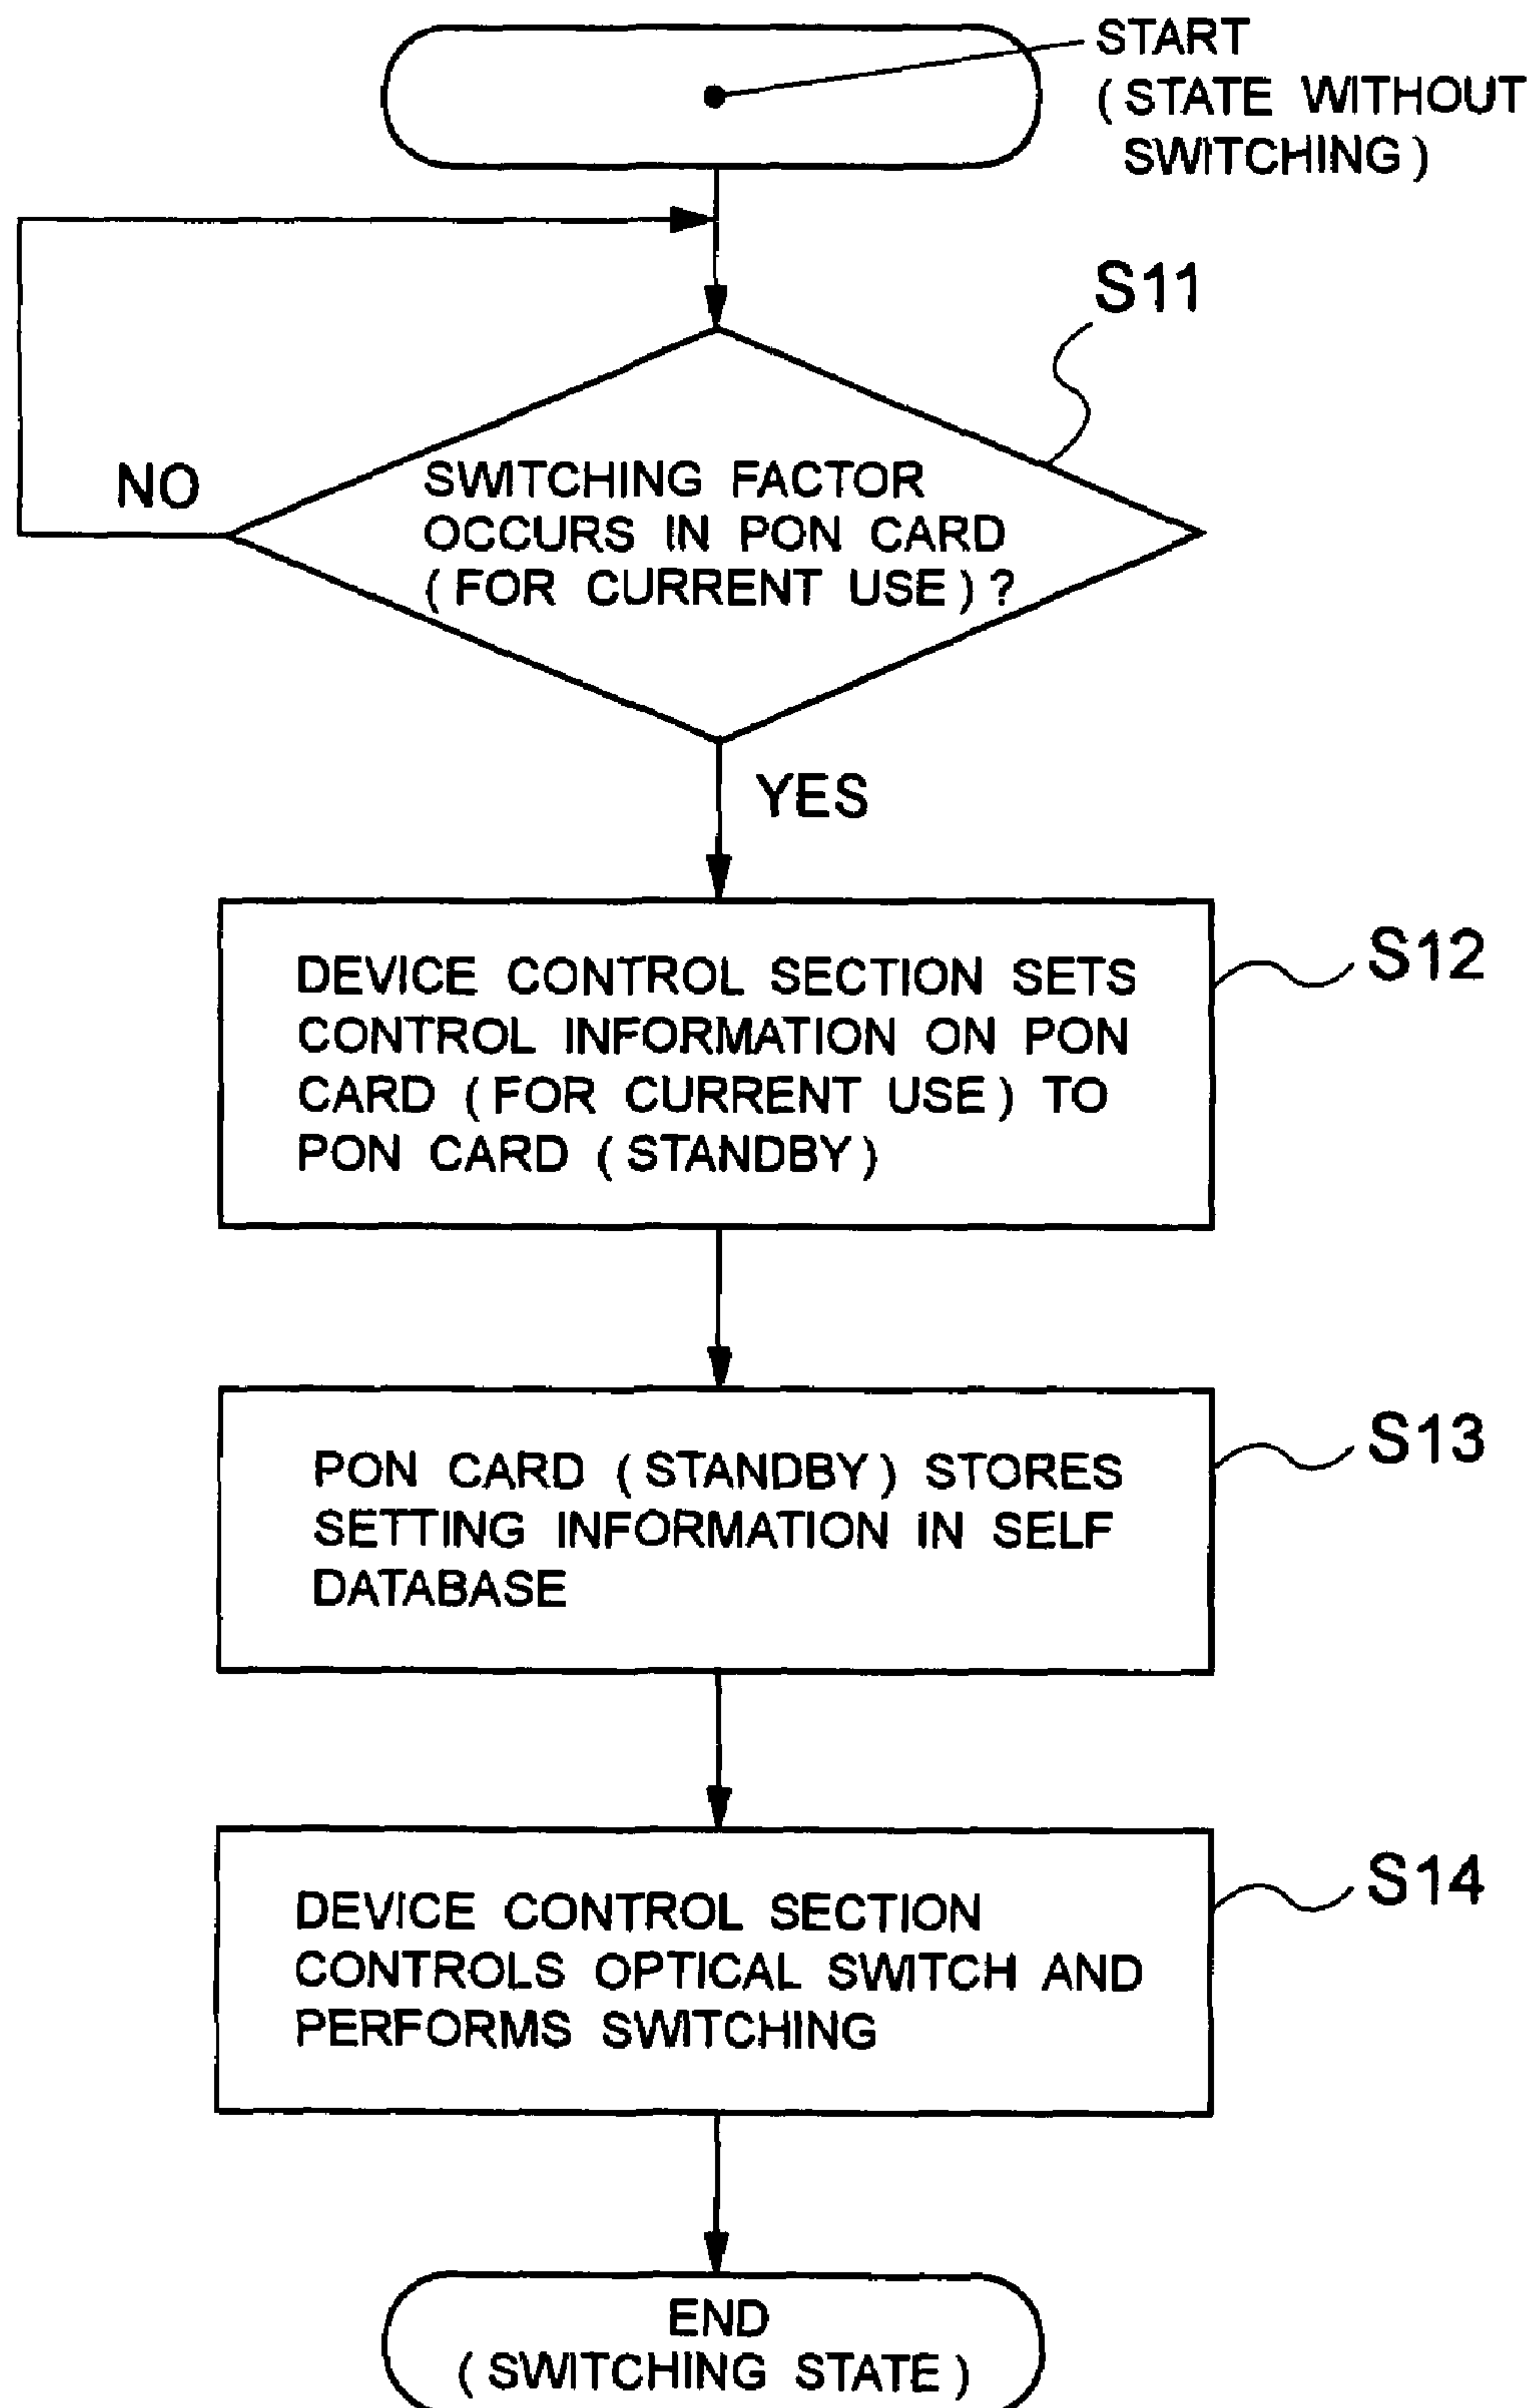 START
(STATE WITHOUT
SWITCHING)
S11
NO
SWITCHING FACTOR
OCCURS IN PON CARD
(FOR CURRENT USE)?
YES
S12
DEVICE CONTROL SECTION SETS
CONTROL INFORMATION ON PON
CARD (FOR CURRENT USE) TO
PON CARD (STANDBY)
S13
PON CARD (STANDBY) STORES
SETTING INFORMATION IN SELF
DATABASE
S14
DEVICE CONTROL SECTION
CONTROLS OPTICAL SWITCH AND
PERFORMS SWITCHING
END
(SWITCHING STATE)